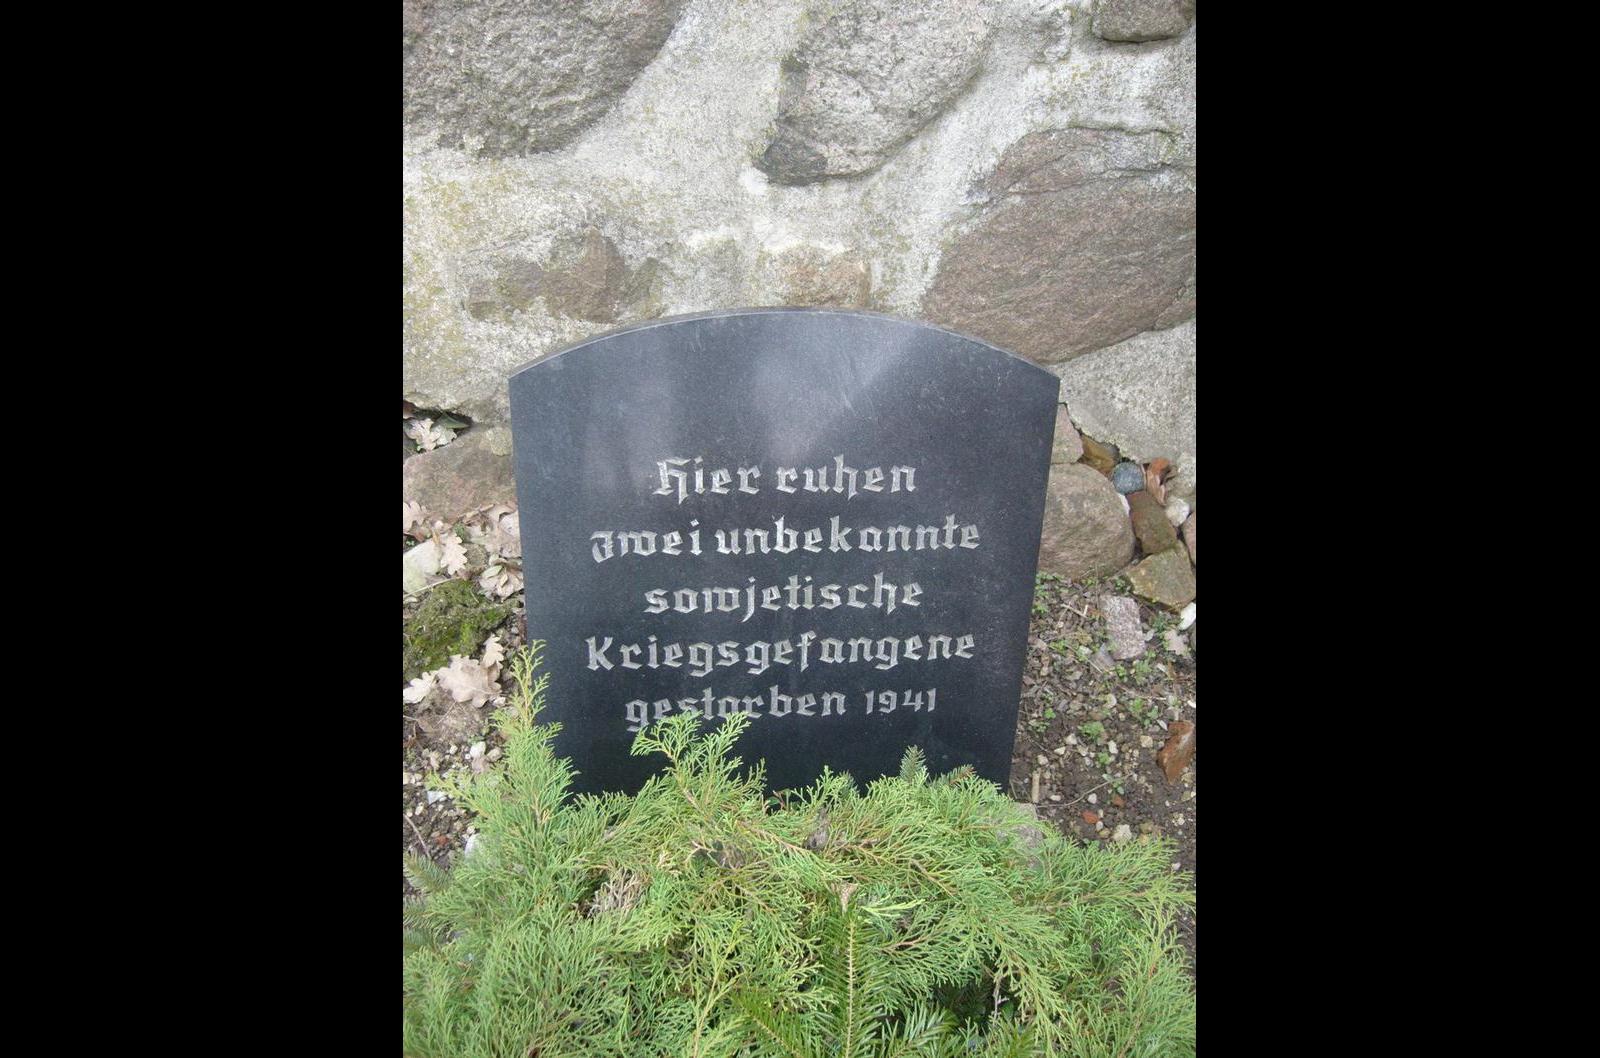 Hier ruhen
zwei unbekannte
sowjetische
Kriegsgefangene
gestorben 1941